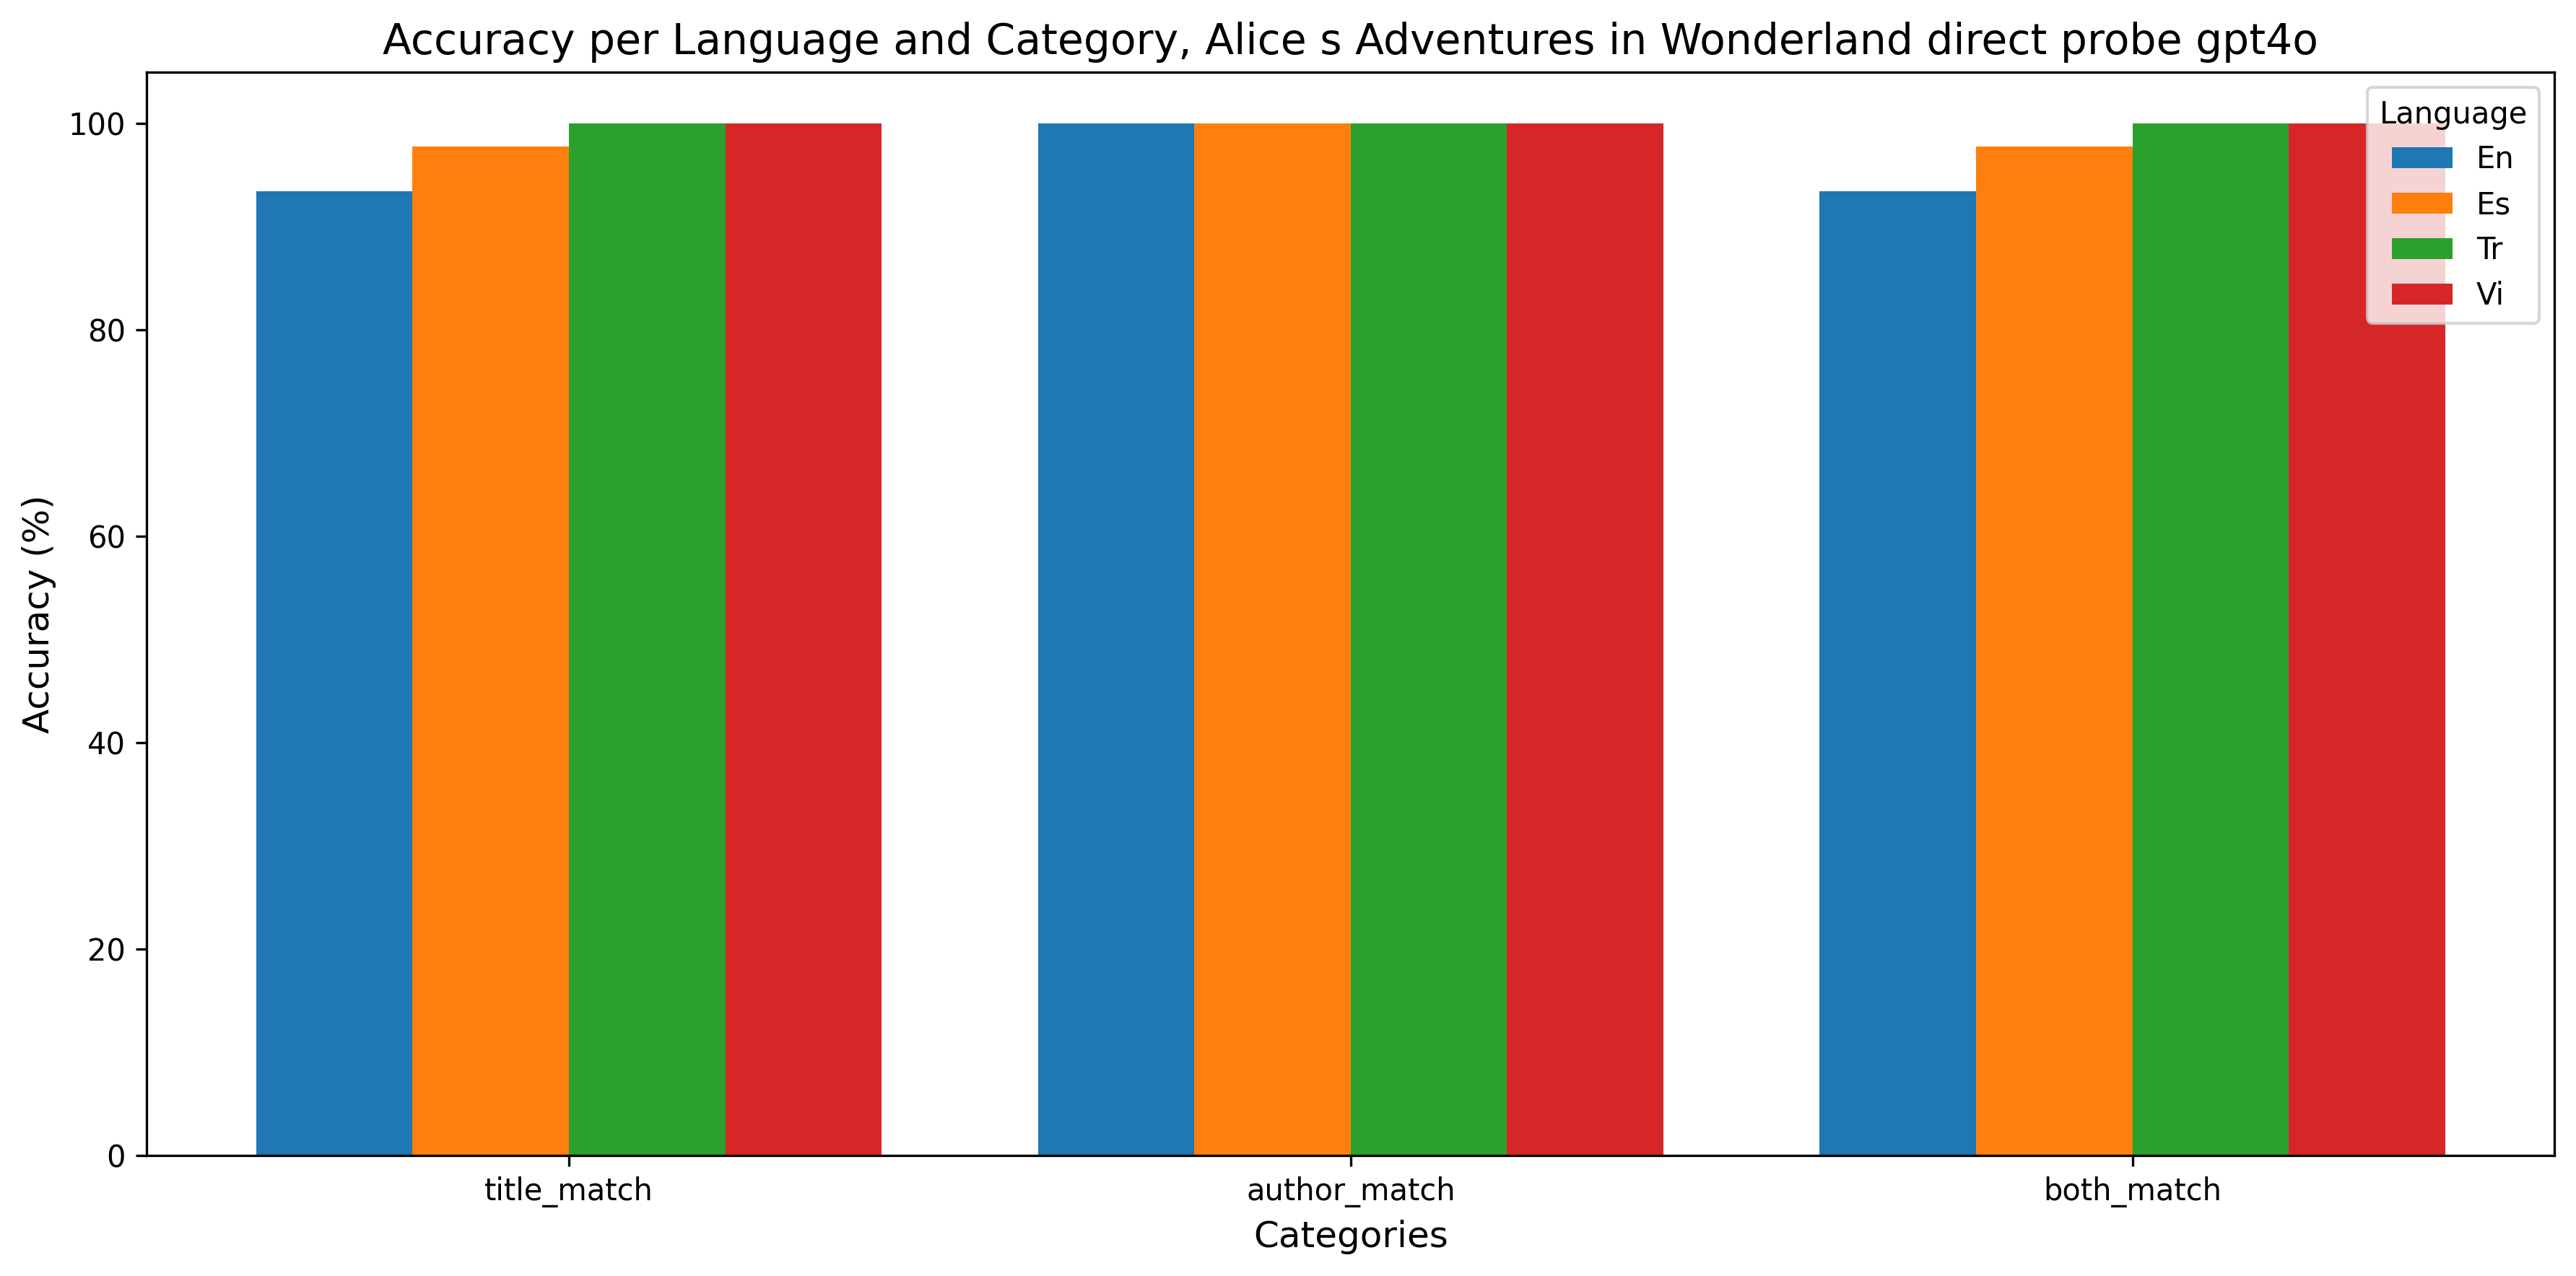 Accuracy per Language and Category, Alice s Adventures in Wonderland direct probe gpt4o
Accuracy (%)
100
80
60
40
20
0
Language
En
Es
Tr
Vi
title_match
author_match
both_match
Categories